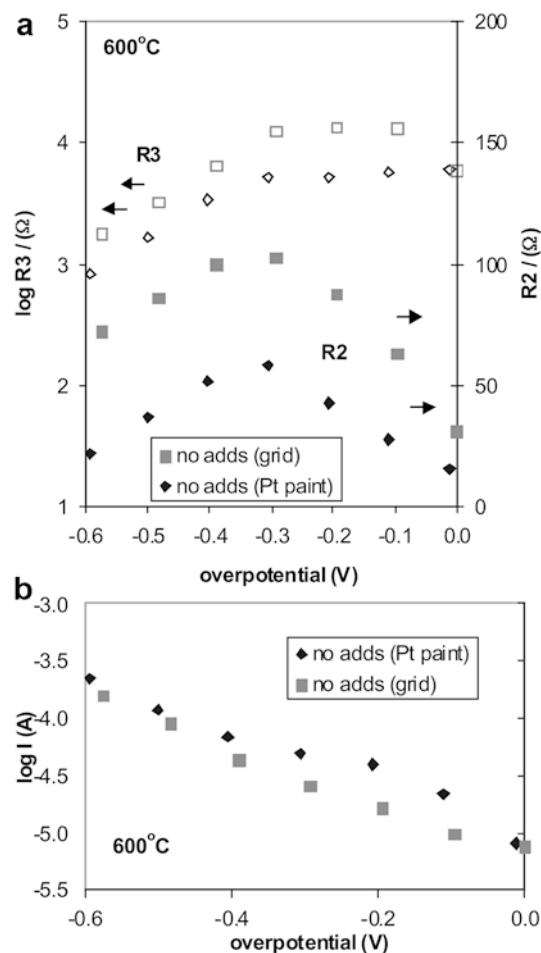 a
600°C
5
4
3
2
1
log R3 / (Ω)
200
150
100
50
0
R2 / (Ω)
R3
R2
no adds (grid)
no adds (Pt paint)
-0.6 -0.5 -0.4 -0.3 -0.2 -0.1 0.0
overpotential (V)
b
-3.0
-3.5
-4.0
-4.5
-5.0
-5.5
log I (A)
no adds (Pt paint)
no adds (grid)
600°C
-0.6 -0.4 -0.2 0.0
overpotential (V)